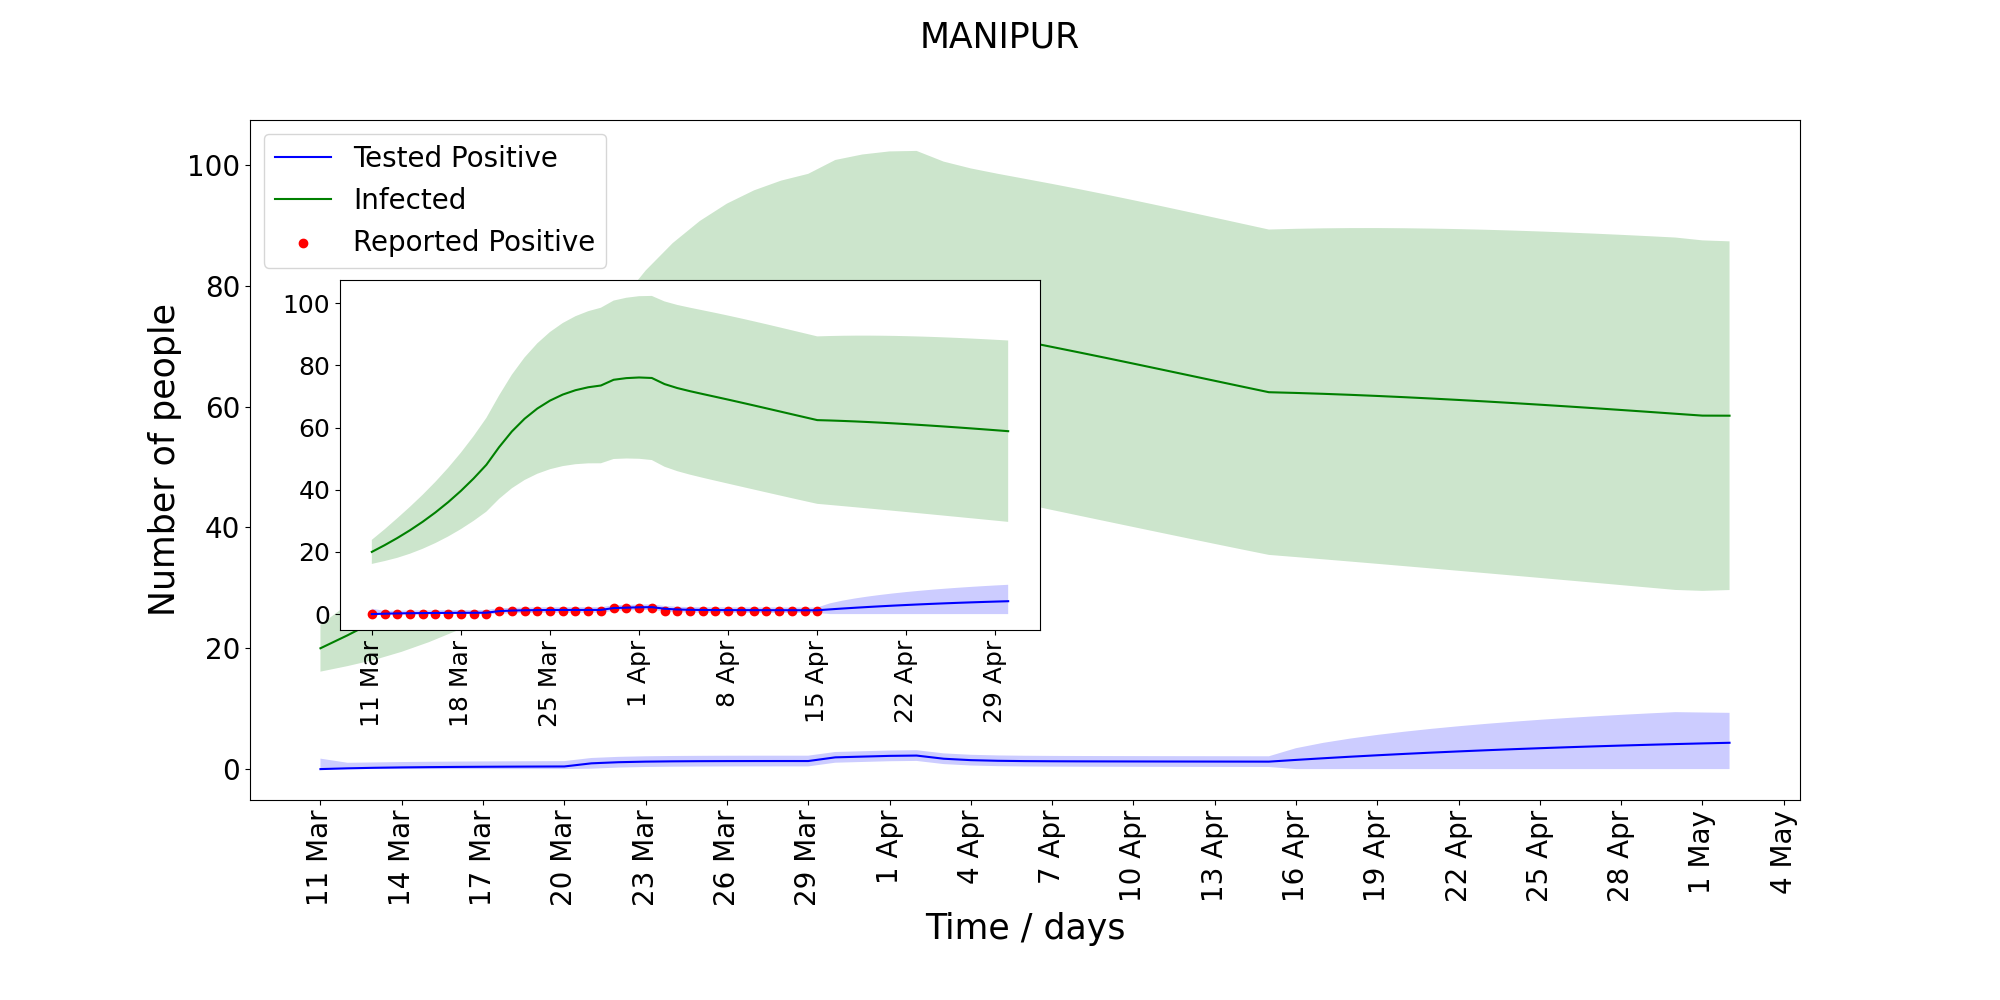 MANIPUR
Tested Positive
Infected
Reported Positive
Number of people
100
80
60
40
20
0
100
80
60
40
20
0
11 Mar
18 Mar
25 Mar
1 Apr
8 Apr
15 Apr
22 Apr
29 Apr
11 Mar
14 Mar
17 Mar
20 Mar
23 Mar
26 Mar
29 Mar
1 Apr
4 Apr
7 Apr
10 Apr
13 Apr
16 Apr
19 Apr
22 Apr
25 Apr
28 Apr
1 May
4 May
Time / days